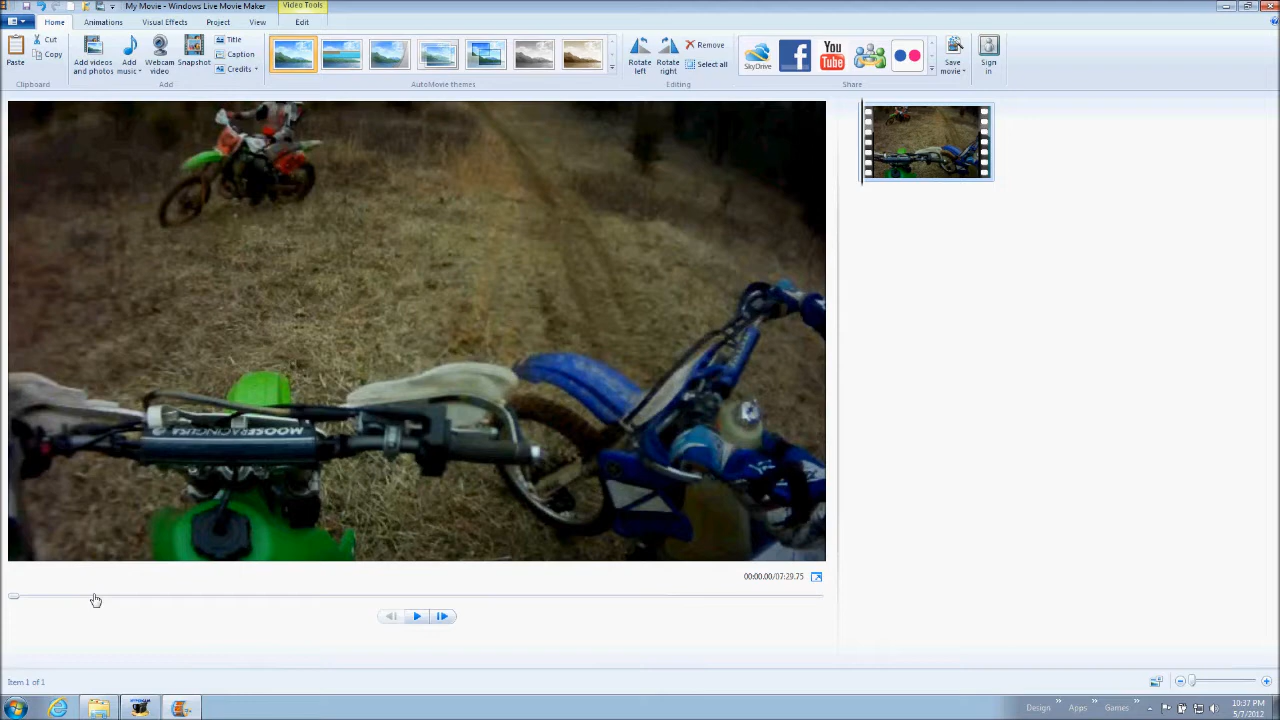 My Movie - Windows Live Movie Maker
Video Tools
Home
Animations
Visual Effects
Project
View
Edit
Paste
Cut
Copy
Clipboard
Add videos and photos
Add music
Webcam video
Snapshot
Title
Caption
Credits
Add
AutoMovie themes
Rotate left
Rotate right
Remove
Select all
Editing
SkyDrive
You Tube
Share
Save movie
Sign in
MOOSERACINGUSA
00:00.00/07:29.75
Item 1 of 1
Design
Apps
Games
10:37 PM
5/7/2012